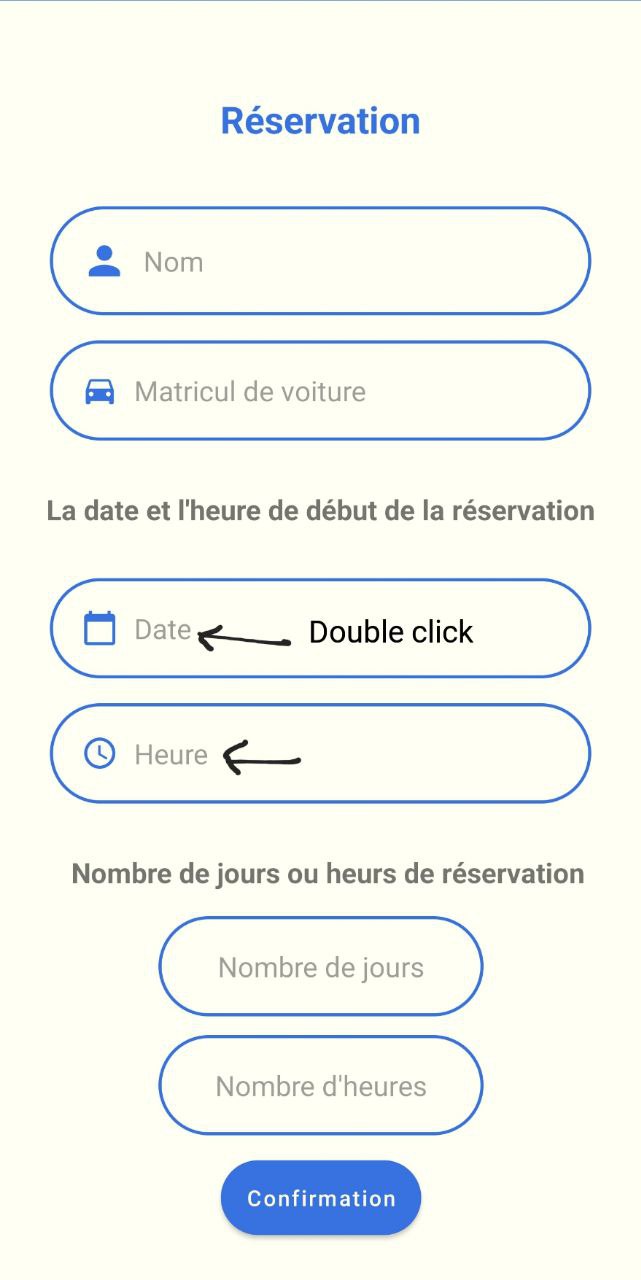 Réservation
Nom
Matricul de voiture
La date et l'heure de début de la réservation
Date Double click
Heure
Nombre de jours ou heurs de réservation
Nombre de jours
Nombre d'heures
Confirmation